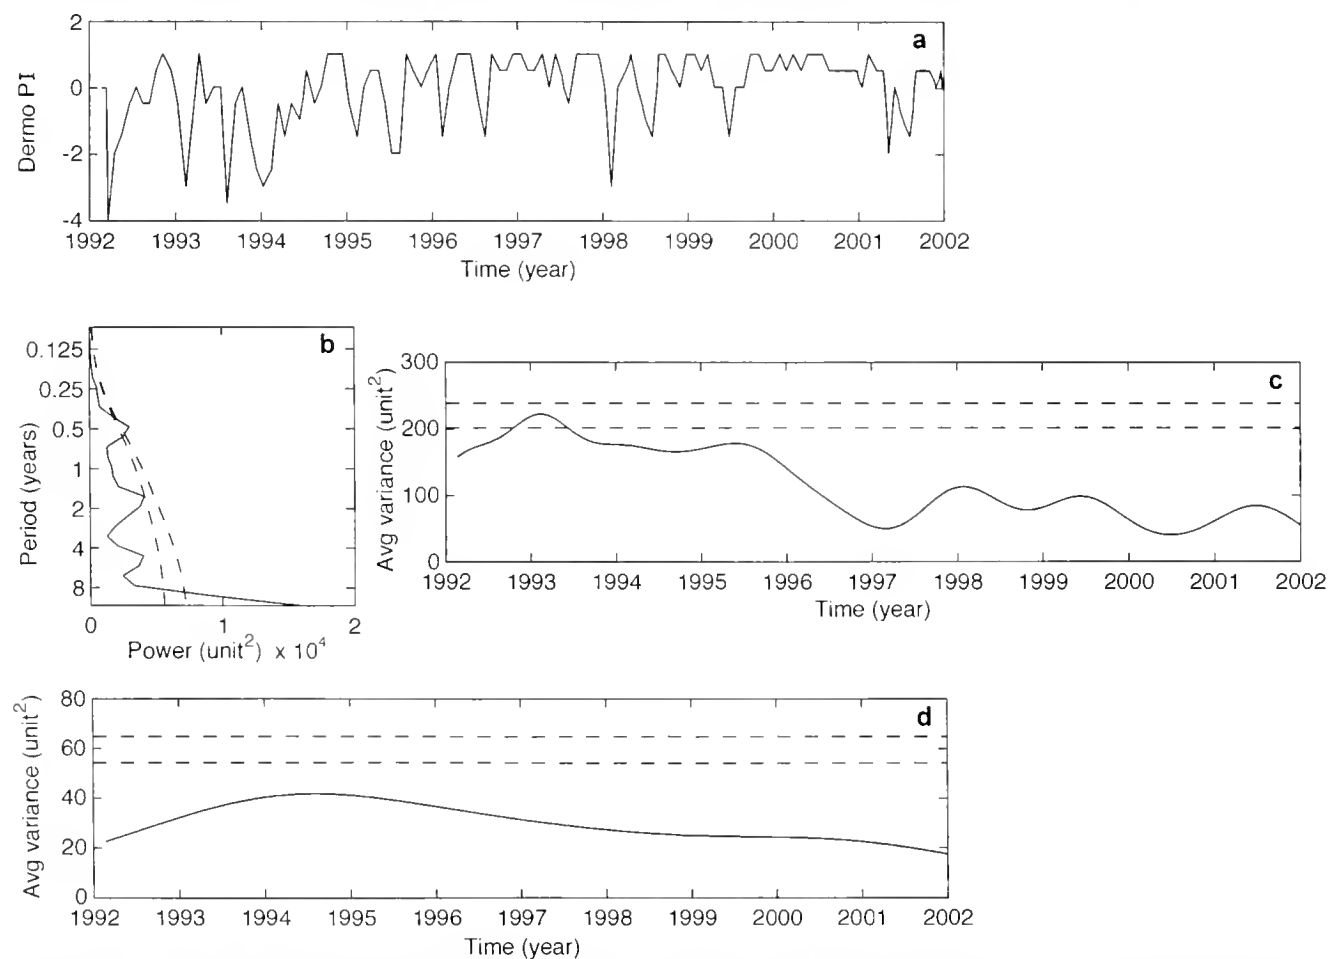 a
Dermo PI
2
0
-2
-4
1992 1993 1994 1995 1996 1997 1998 1999 2000 2001 2002
Time (year)
b
Period (years)
0.125
0.25
0.5
1
2
4
8
0 1 2
Power (unit²) x 10⁴
c
Avg variance (unit²)
300
200
100
0
1992 1993 1994 1995 1996 1997 1998 1999 2000 2001 2002
Time (year)
d
Avg variance (unit²)
80
60
40
20
0
1992 1993 1994 1995 1996 1997 1998 1999 2000 2001 2002
Time (year)